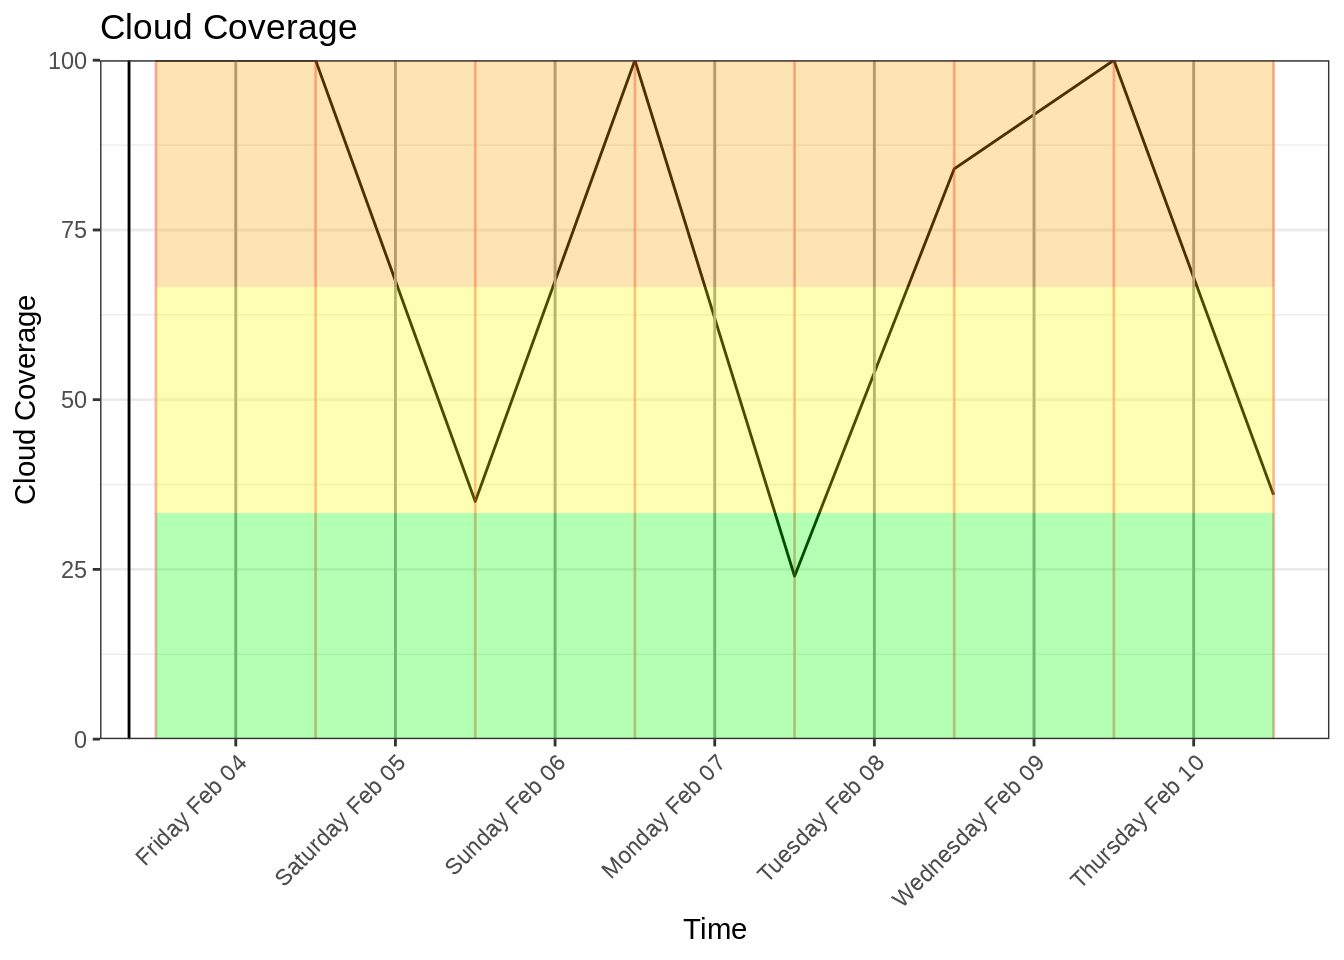 Cloud Coverage
Cloud Coverage
100
75
50
25
0
Friday Feb 04
Saturday Feb 05
Sunday Feb 06
Monday Feb 07
Tuesday Feb 08
Wednesday Feb 09
Thursday Feb 10
Time